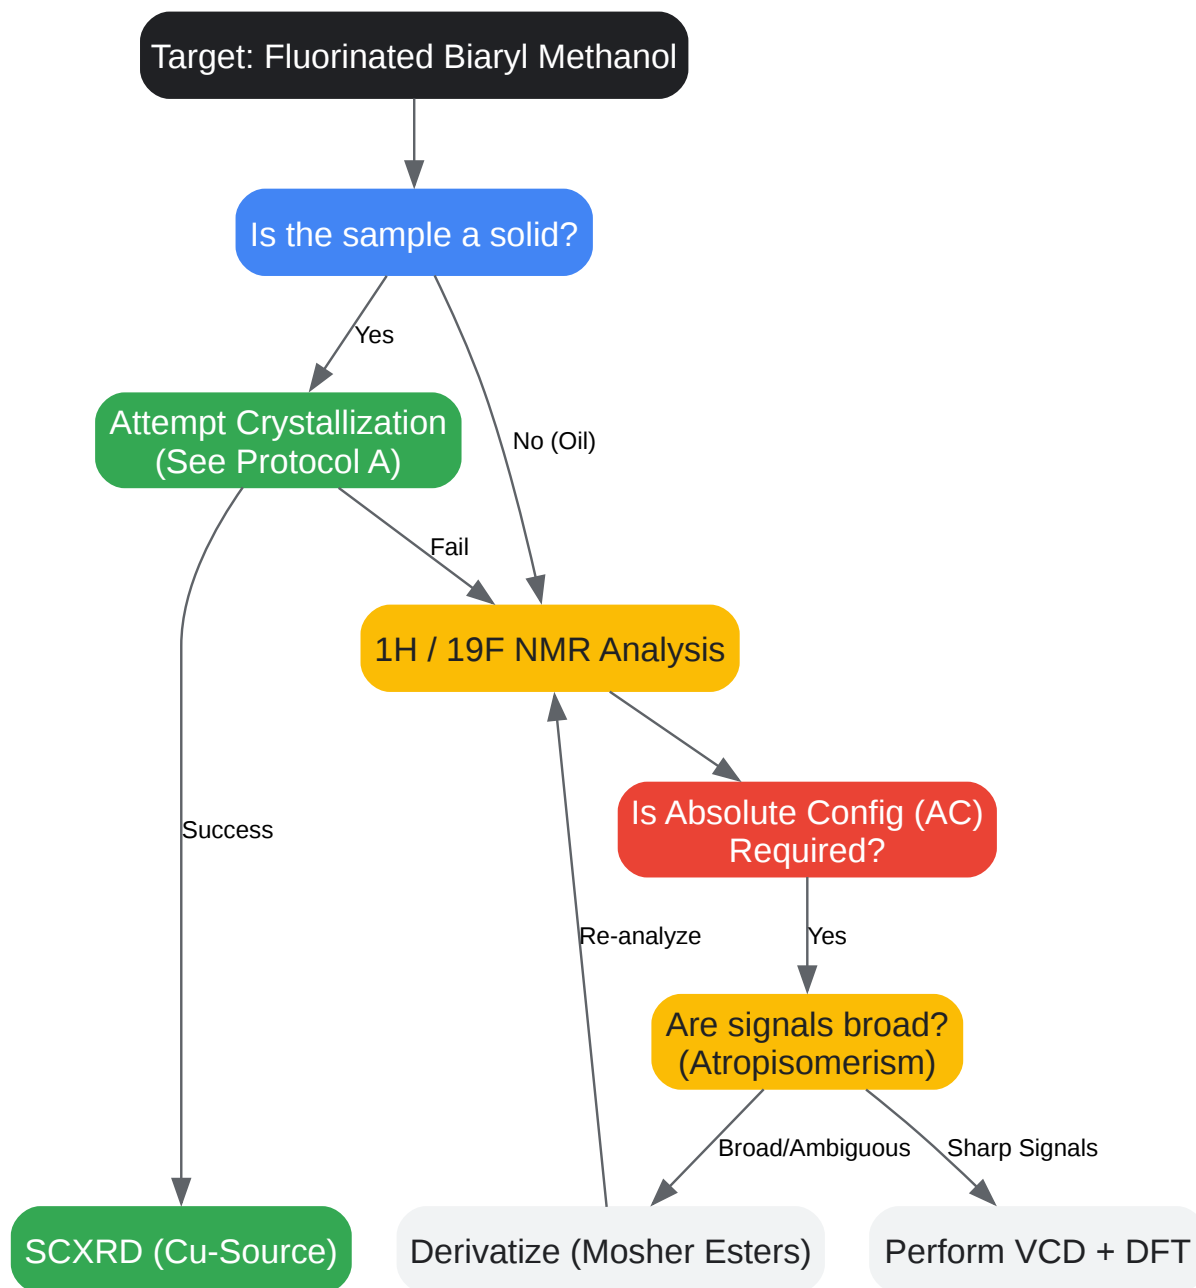 Target: Fluorinated Biaryl Methanol
Is the sample a solid?
Yes
Attempt Crystallization
(See Protocol A)
No (Oil)
Fail
1H / 19F NMR Analysis
Is Absolute Config (AC)
Required?
Success
Re-analyze
Yes
Are signals broad?
(Atropisomerism)
Broad/Ambiguous
Sharp Signals
SCXRD (Cu-Source)
Derivatize (Mosher Esters)
Perform VCD + DFT